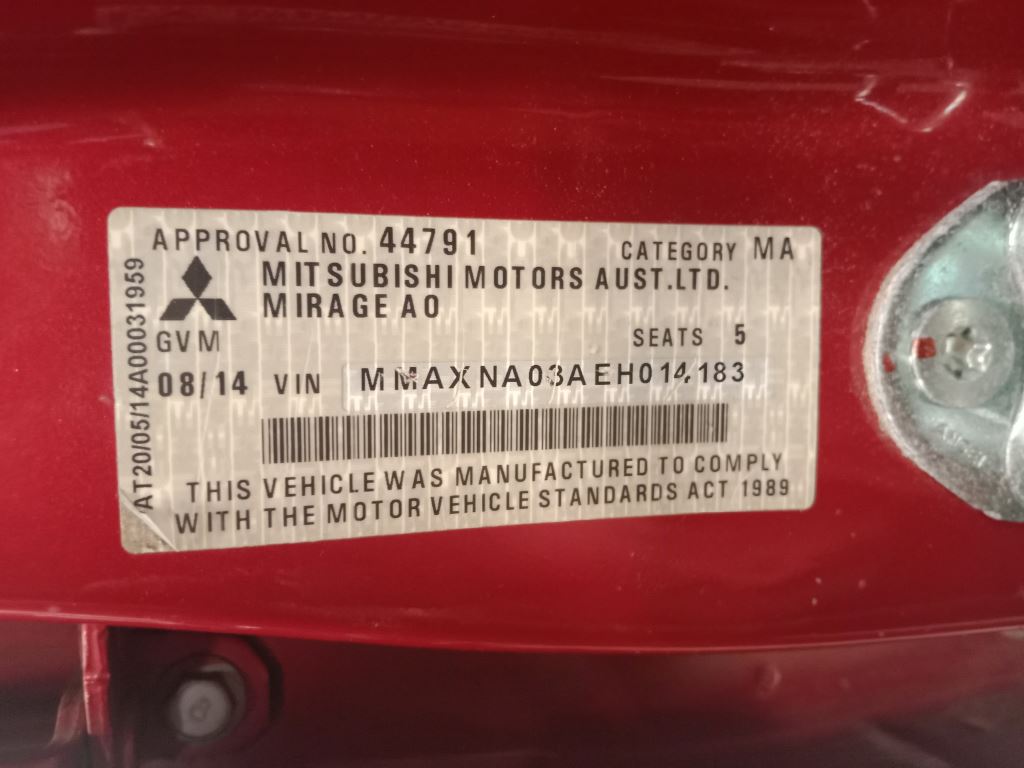 APPROVAL NO. 44791 CATEGORY MA
MITSUBISHI MOTORS AUST.LTD.
MIRAGE AO
GVM SEATS 5
08/14 VIN MMAXNA03AEH014183
THIS VEHICLE WAS MANUFACTURED TO COMPLY
WITH THE MOTOR VEHICLE STANDARDS ACT 1989
AT20/05/14A00031959